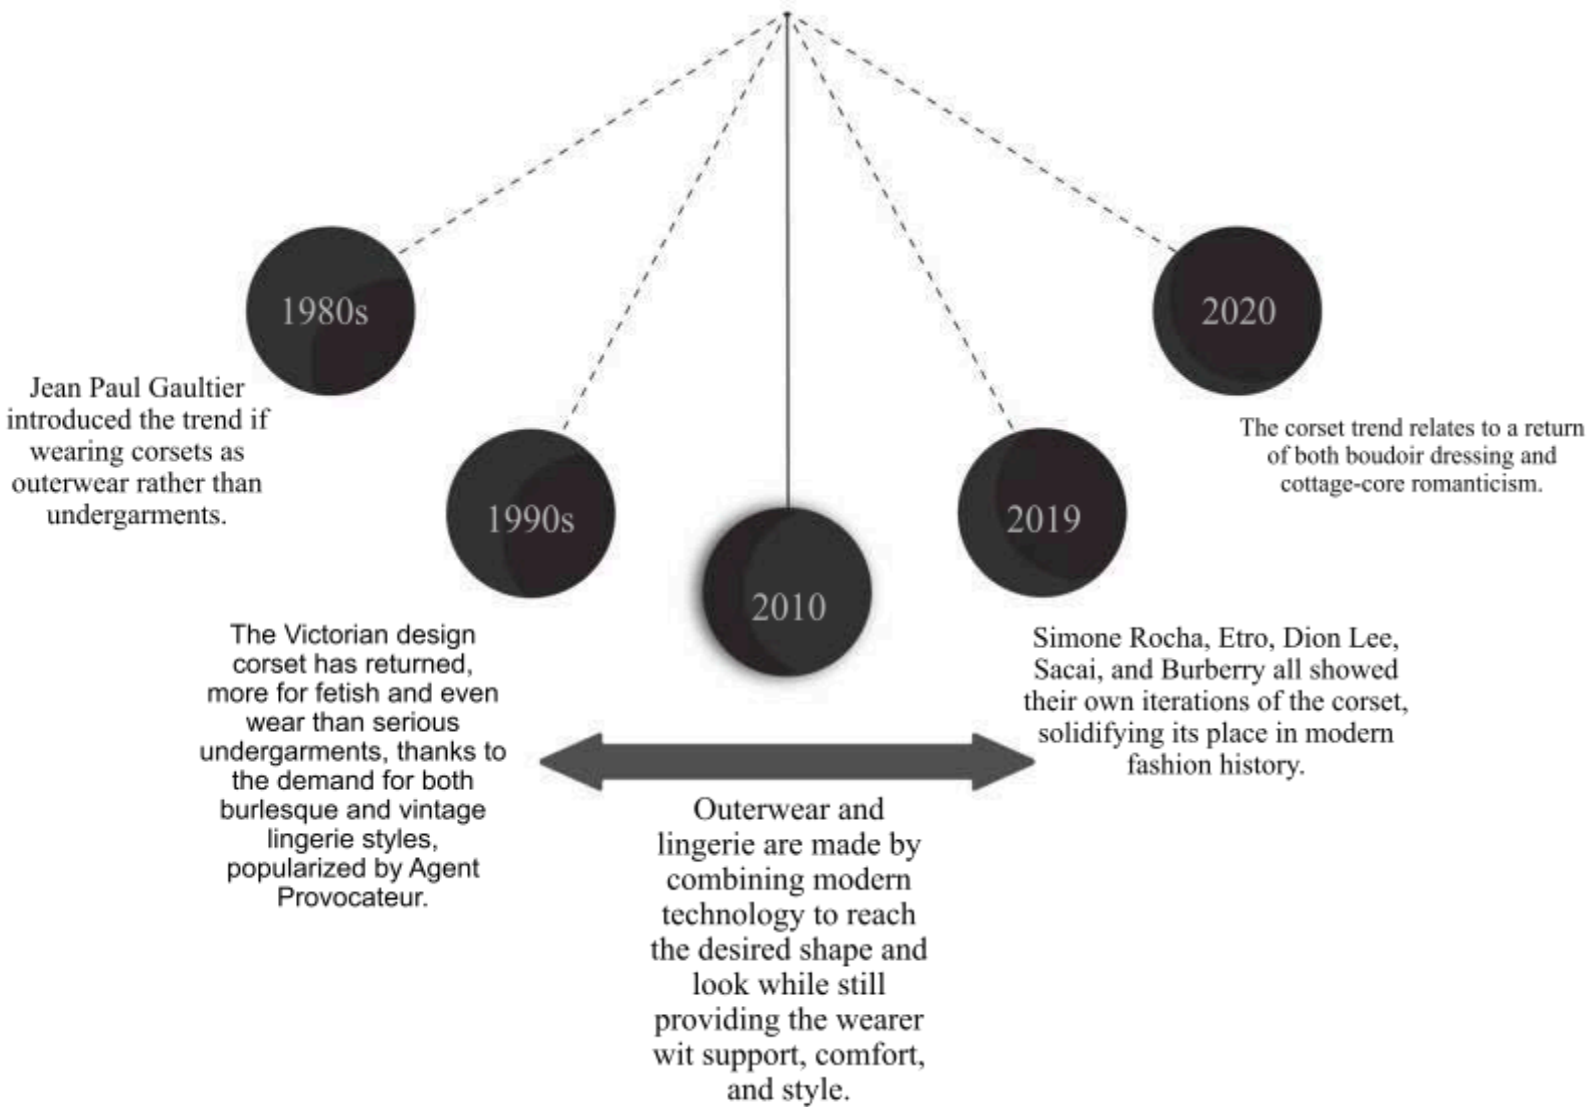 1980s
Jean Paul Gaultier
introduced the trend if
wearing corsets as
outerwear rather than
undergarments.
1990s
The Victorian design
corset has returned,
more for fetish and even
wear than serious
undergarments, thanks to
the demand for both
burlesque and vintage
lingerie styles,
popularized by Agent
Provocateur.
2010
Outerwear and
lingerie are made by
combining modern
technology to reach
the desired shape and
look while still
providing the wearer
wit support, comfort,
and style.
2019
Simone Rocha, Etro, Dion Lee,
Sacai, and Burberry all showed
their own iterations of the corset,
solidifying its place in modern
fashion history.
2020
The corset trend relates to a return
of both boudoir dressing and
cottage-core romanticism.